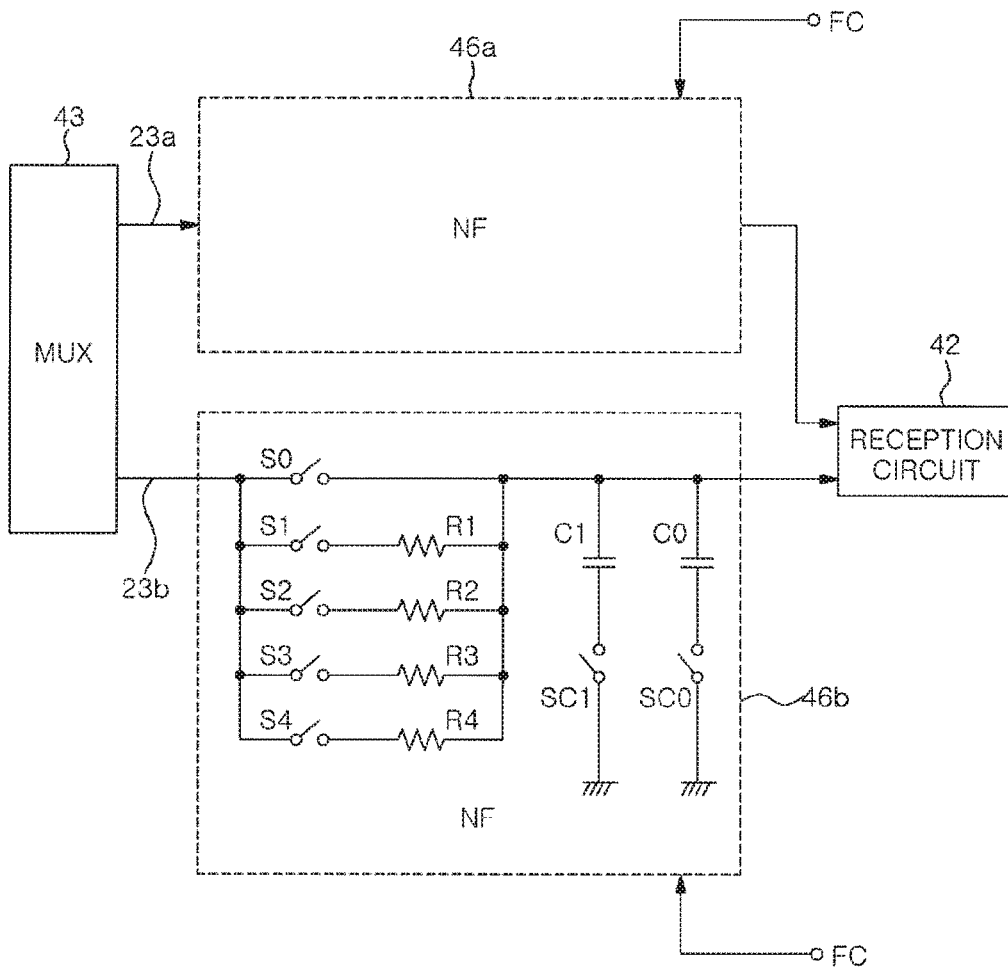 FC
46a
43
23a
NF
MUX
42
RECEPTION
CIRCUIT
S0
S1 R1
C1 C0
23b
S2 R2
S3 R3
SC1 SC0
46b
S4 R4
NF
FC